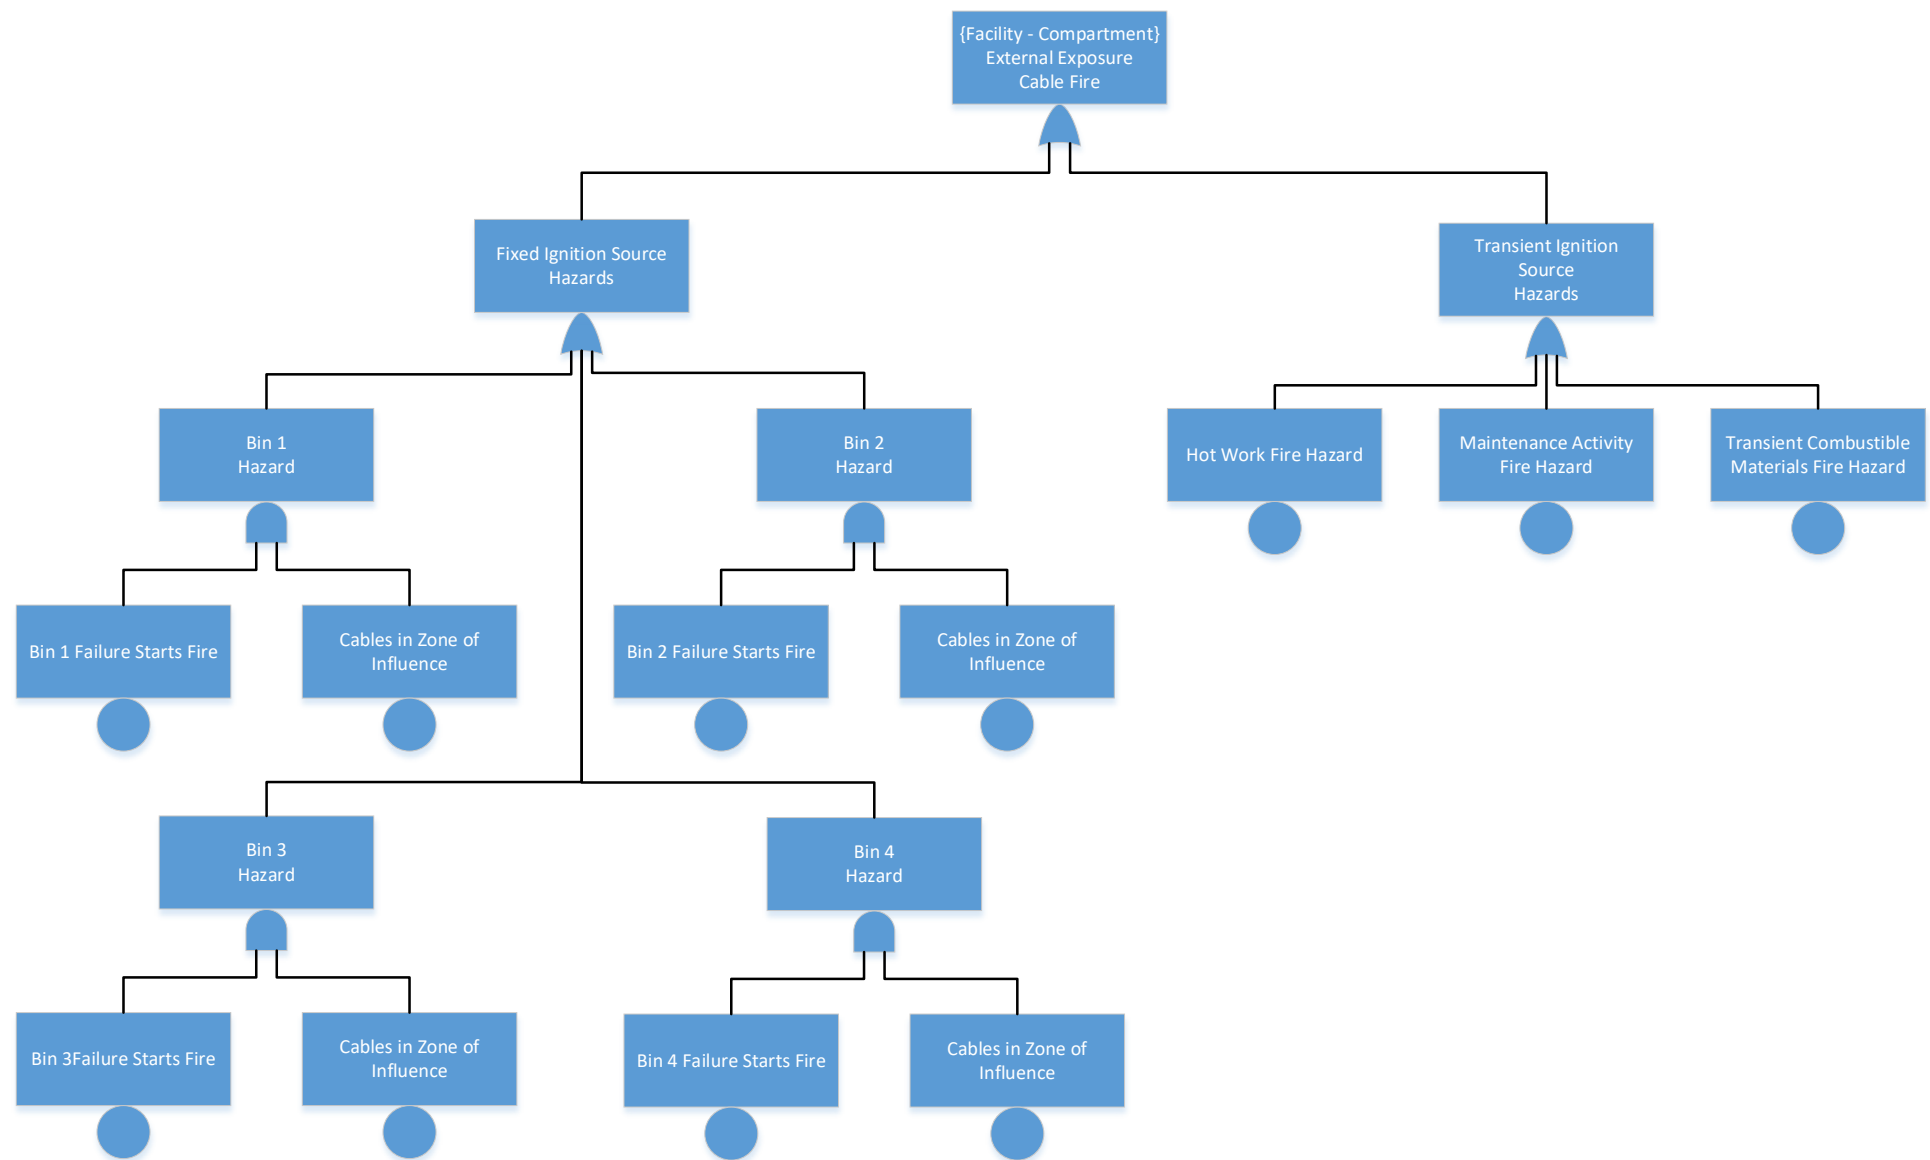 {Facility - Compartment}
External Exposure
Cable Fire
Fixed Ignition Source
Hazards
Transient Ignition
Source
Hazards
Bin 1
Hazard
Bin 2
Hazard
Hot Work Fire Hazard
Maintenance Activity
Fire Hazard
Transient Combustible
Materials Fire Hazard
Bin 1 Failure Starts Fire
Cables in Zone of
Influence
Bin 2 Failure Starts Fire
Cables in Zone of
Influence
Bin 3
Hazard
Bin 4
Hazard
Bin 3Failure Starts Fire
Cables in Zone of
Influence
Bin 4 Failure Starts Fire
Cables in Zone of
Influence